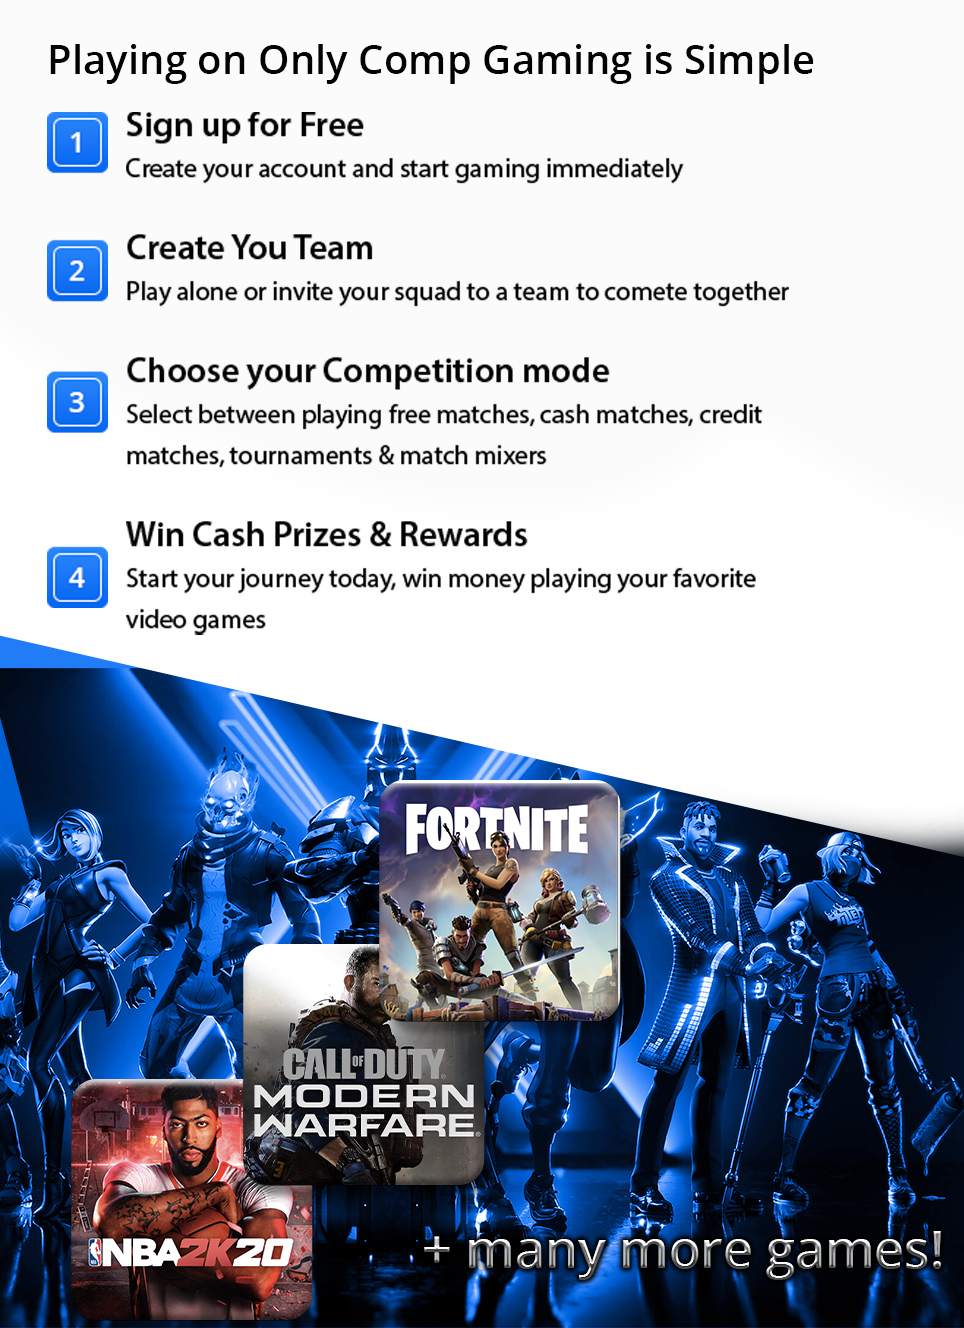 Playing on Only Comp Gaming is Simple
1
Sign up for Free
Create your account and start gaming immediately
2
Create You Team
Play alone or invite your squad to a team to comete together
3
Choose your Competition mode
Select between playing free matches, cash matches, credit
matches, tournaments & match mixers
4
Win Cash Prizes & Rewards
Start your journey today, win money playing your favorite
video games
FORTNITE
CALL OF DUTY
MODERN
WARFARE
NBA 2K20
+ many more games!